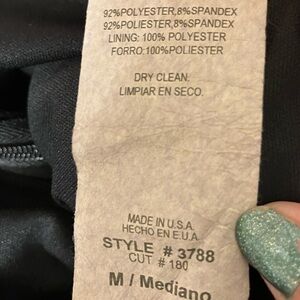 92%POLYESTER,8%SPANDEX
92%POLIESTER,8%SPANDEX
LINING: 100% POLYESTER
FORRO:100%POLIESTER
DRY CLEAN.
LIMPIAR EN SECO.
MADE IN U.S.A.
HECHO EN E.U.A.
STYLE # 3788
CUT # 180
M / Mediano